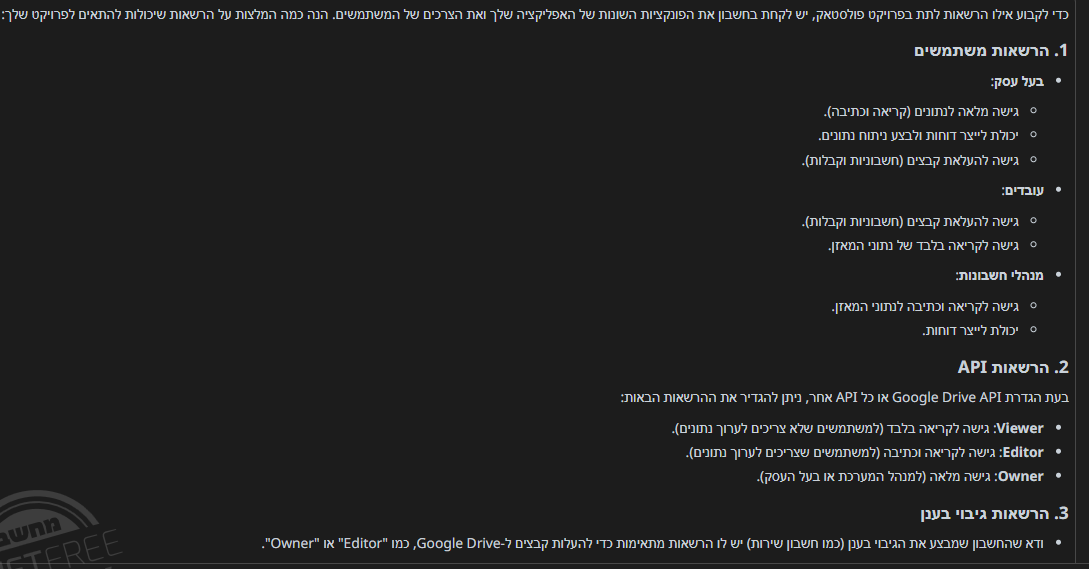 כדי לקבוע אילו הרשאות לתת בפרויקט פולסטאק, יש לקחת בחשבון את הפונקציות השונות של האפליקציה שלך ואת הצרכים של המשתמשים. הנה כמה המלצות על הרשאות שיכולות להתאים לפרויקט שלך:
1. הרשאות משתמשים
בעל עסק:
גישה מלאה לנתונים (קריאה וכתיבה).
יכולת לייצר דוחות ולבצע ניתוח נתונים.
גישה להעלאת קבצים (חשבוניות וקבלות).
עובדים:
גישה להעלאת קבצים (חשבוניות וקבלות).
גישה לקריאה בלבד של נתוני המאזן.
מנהלי חשבונות:
גישה לקריאה וכתיבה לנתוני המאזן.
יכולת לייצר דוחות.
2. הרשאות API
בעת הגדרת Google Drive API או כל API אחר, ניתן להגדיר את ההרשאות הבאות:
Viewer: גישה לקריאה בלבד (למשתמשים שלא צריכים לערוך נתונים).
Editor: גישה לקריאה וכתיבה (למשתמשים שצריכים לערוך נתונים).
Owner: גישה מלאה (למנהל המערכת או בעל העסק).
3. הרשאות גיבוי בענן
ודא שהחשבון שמבצע את הגיבוי בענן (כמו חשבון שירות) יש לו הרשאות מתאימות כדי להעלות קבצים ל-Google Drive, כמו "Editor" או "Owner".